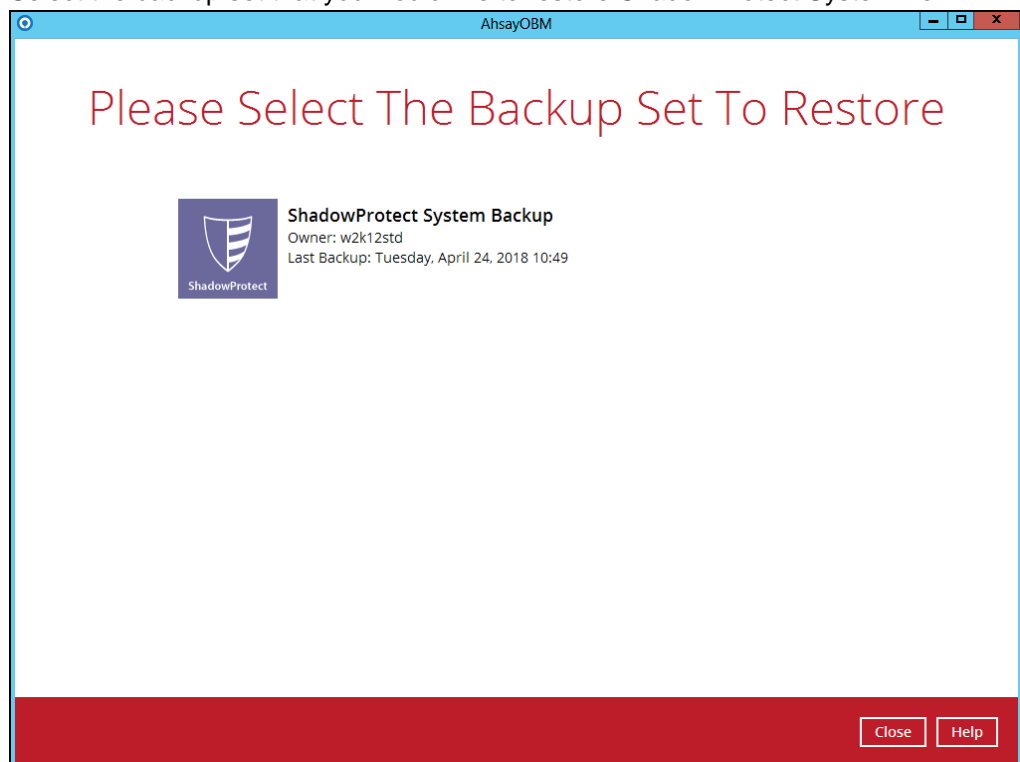 AhsayOBM
Please Select The Backup Set To Restore
ShadowProtect System Backup
Owner: w2k12std
Last Backup: Tuesday, April 24, 2018 10:49
ShadowProtect
Close Help